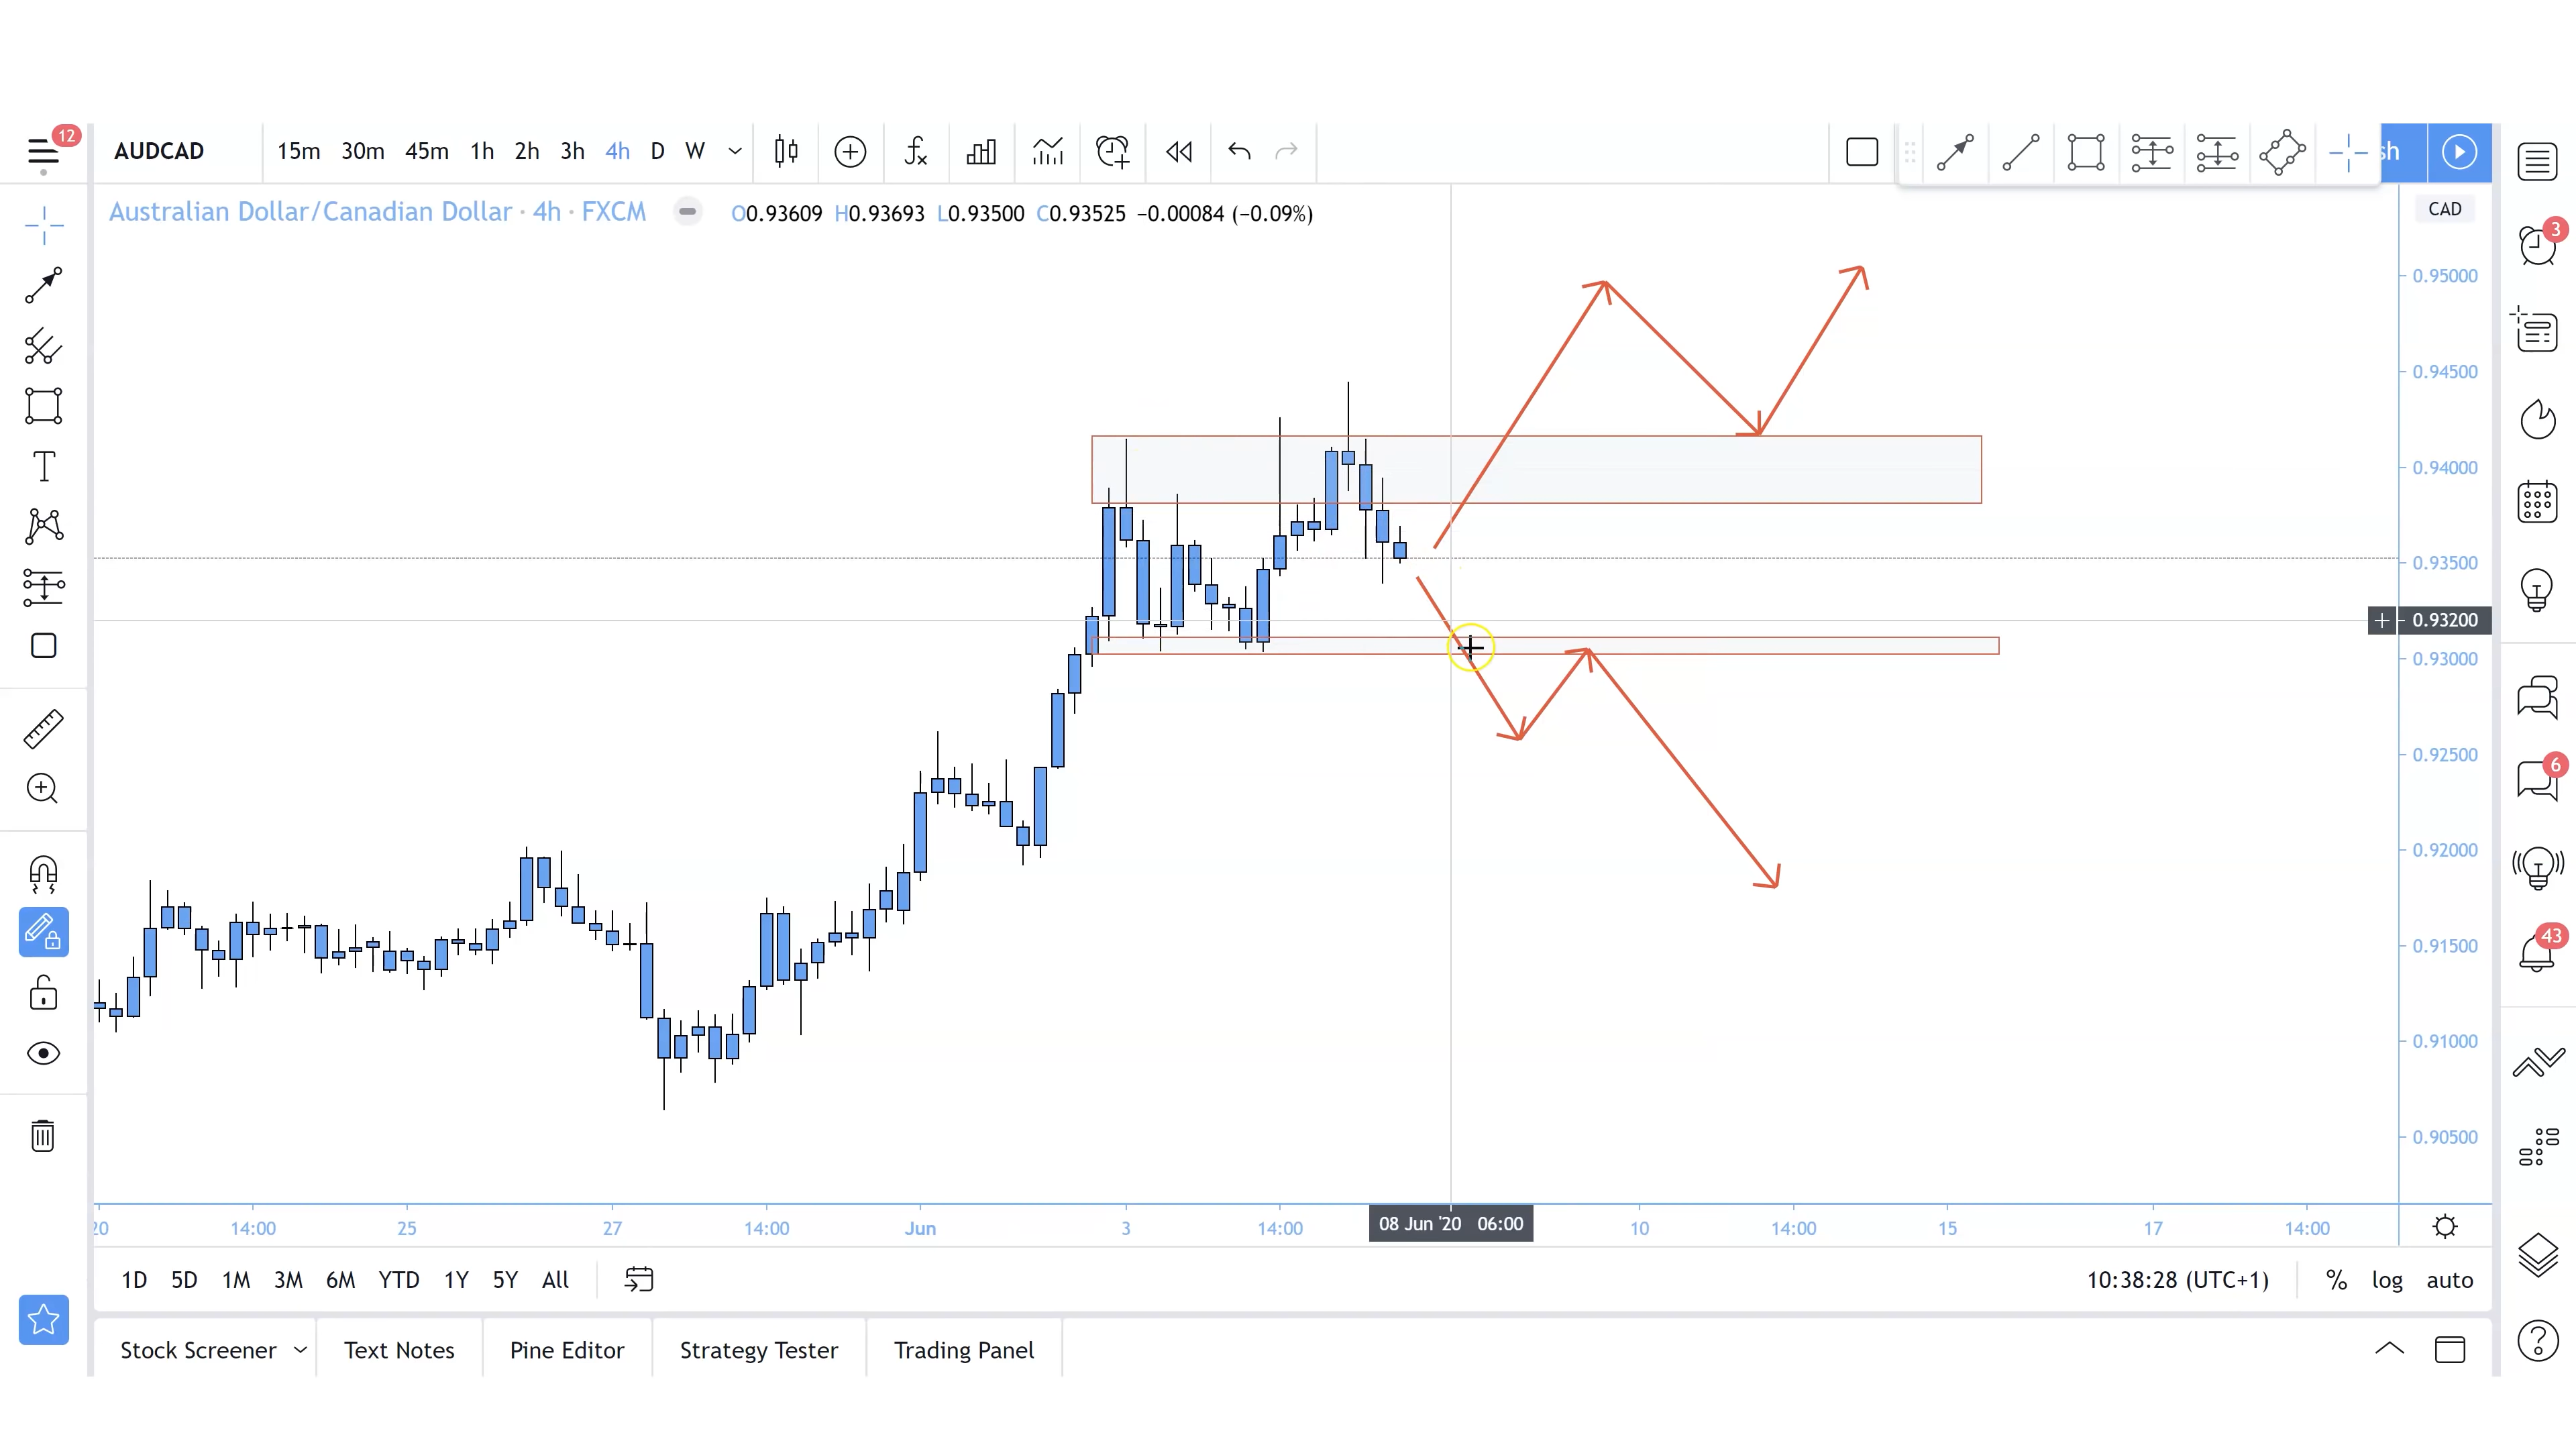 12
AUDCAD 15m 30m 45m 1h 2h 3h 4h D W sh
Australian Dollar/Canadian Dollar · 4h · FXCM O0.93609 H0.93693 L0.93500 C0.93525 −0.00084 (−0.09%)
CAD
3
0.95000
0.94500
0.94000
0.93500
0.93200
0.93000
0.92500
6
0.92000
43
0.91500
0.91000
0.90500
20 14:00 25 27 14:00 Jun 3 14:00 08 Jun '20 06:00 10 14:00 15 17 14:00
1D 5D 1M 3M 6M YTD 1Y 5Y All 10:38:28 (UTC+1) % log auto
Stock Screener Text Notes Pine Editor Strategy Tester Trading Panel